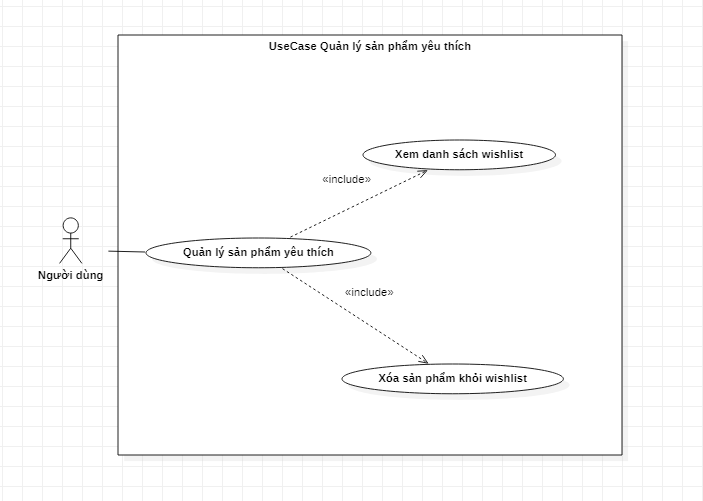 UseCase Quản lý sản phẩm yêu thích
Xem danh sách wishlist
«include»
Quản lý sản phẩm yêu thích
Người dùng
«include»
Xóa sản phẩm khỏi wishlist